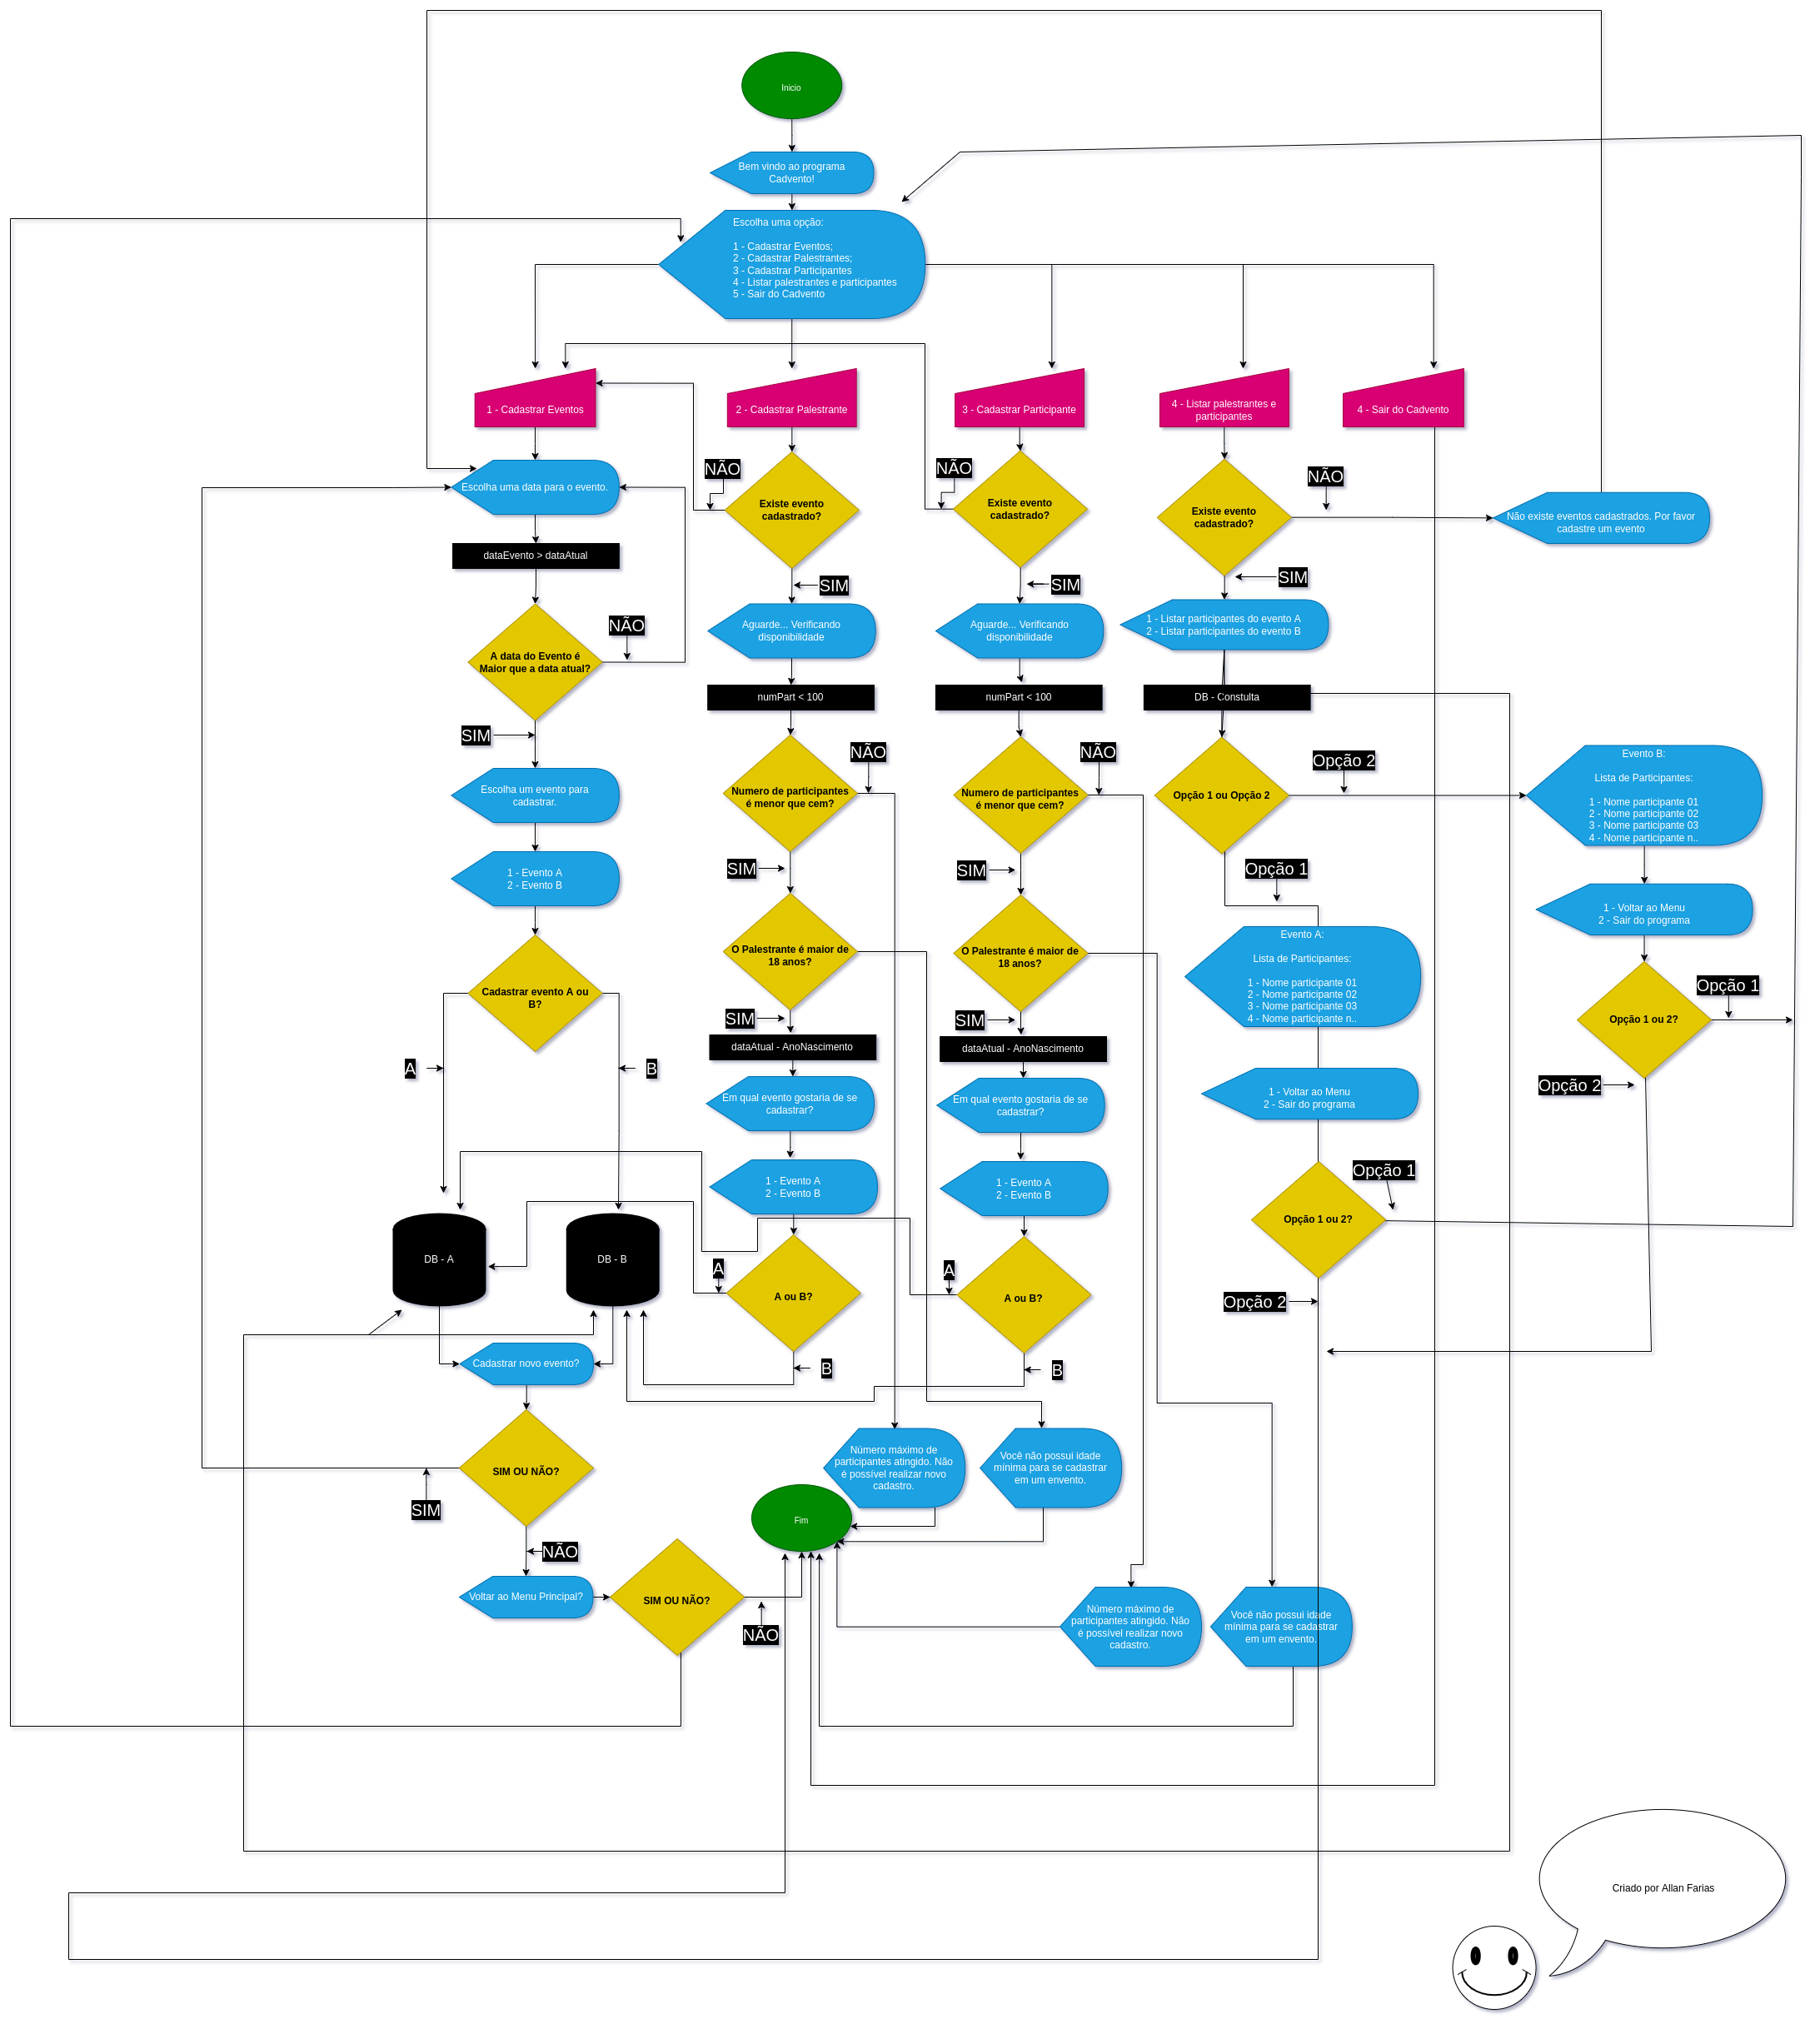 Inicio
Bem vindo ao programa
Cadvento!
Escolha uma opção:
1 - Cadastrar Eventos;
2 - Cadastrar Palestrantes;
3 - Cadastrar Participantes
4 - Listar palestrantes e participantes
5 - Sair do Cadvento
1 - Cadastrar Eventos
2 - Cadastrar Palestrante
3 - Cadastrar Participante
4 - Listar palestrantes e
participantes
4 - Sair do Cadvento
Escolha uma data para o evento.
dataEvento > dataAtual
NÃO
A data do Evento é
Maior que a data atual?
SIM
Escolha um evento para
cadastrar.
1 - Evento A
2 - Evento B
Cadastrar evento A ou
B?
A
B
DB - A
DB - B
Cadastrar novo evento?
SIM OU NÃO?
SIM
NÃO
Voltar ao Menu Principal?
SIM OU NÃO?
NÃO
NÃO
Existe evento
cadastrado?
SIM
Aguarde... Verificando
disponibilidade
numPart < 100
NÃO
Numero de participantes
é menor que cem?
SIM
O Palestrante é maior de
18 anos?
SIM
dataAtual - AnoNascimento
Em qual evento gostaria de se
cadastrar?
1 - Evento A
2 - Evento B
A
A ou B?
B
Número máximo de
participantes atingido. Não
é possível realizar novo
cadastro.
Você não possui idade
mínima para se cadastrar
em um envento.
Fim
NÃO
Existe evento
cadastrado?
SIM
Aguarde... Verificando
disponibilidade
numPart < 100
NÃO
Numero de participantes
é menor que cem?
SIM
O Palestrante é maior de
18 anos?
SIM
dataAtual - AnoNascimento
Em qual evento gostaria de se
cadastrar?
1 - Evento A
2 - Evento B
A
A ou B?
B
Número máximo de
participantes atingido. Não
é possível realizar novo
cadastro.
Você não possui idade
mínima para se cadastrar
em um envento.
NÃO
Existe evento
cadastrado?
Não existe eventos cadastrados. Por favor
cadastre um evento
SIM
1 - Listar participantes do evento A
2 - Listar participantes do evento B
DB - Constulta
Opção 1 ou Opção 2
Opção 2
Opção 1
Evento A:
Lista de Participantes:
1 - Nome participante 01
2 - Nome participante 02
3 - Nome participante 03
4 - Nome participante n..
1 - Voltar ao Menu
2 - Sair do programa
Opção 1
Opção 1 ou 2?
Opção 2
Evento B:
Lista de Participantes:
1 - Nome participante 01
2 - Nome participante 02
3 - Nome participante 03
4 - Nome participante n..
1 - Voltar ao Menu
2 - Sair do programa
Opção 1
Opção 1 ou 2?
Opção 2
Criado por Allan Farias